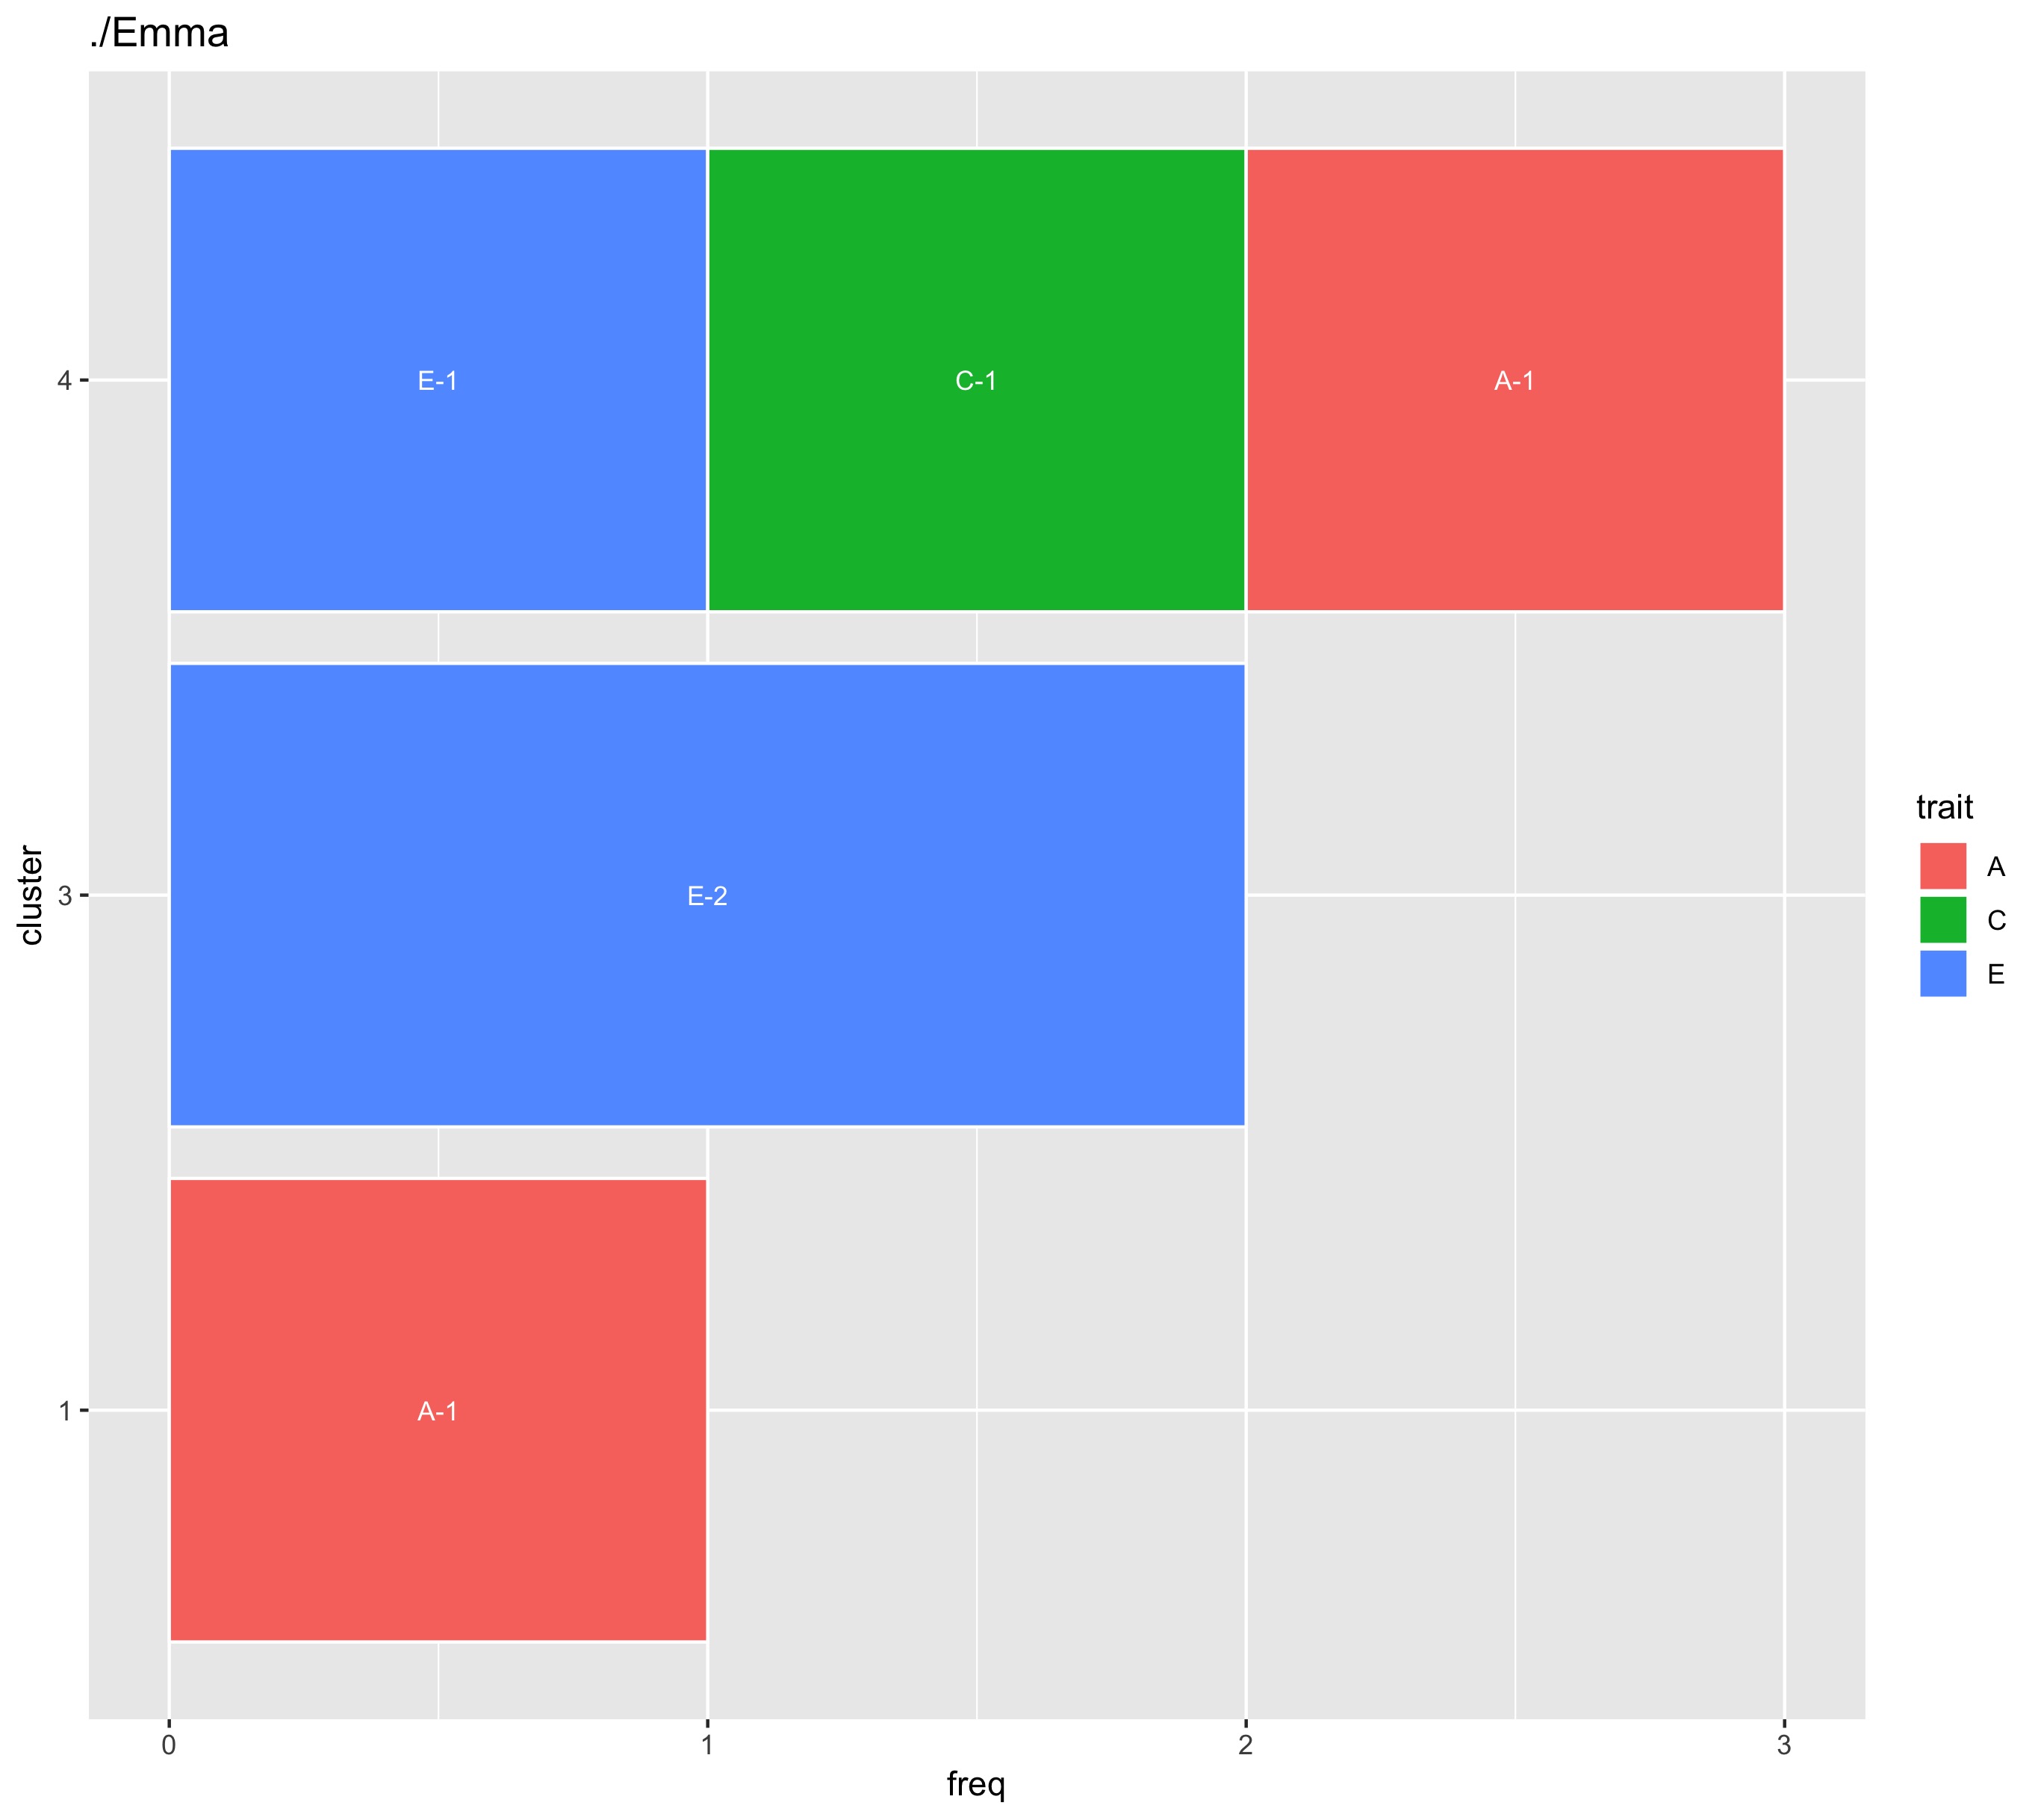 ./Emma
4
E-1
C-1
A-1
3
E-2
1
A-1
cluster
0 1 2 3
freq
trait
A
C
E